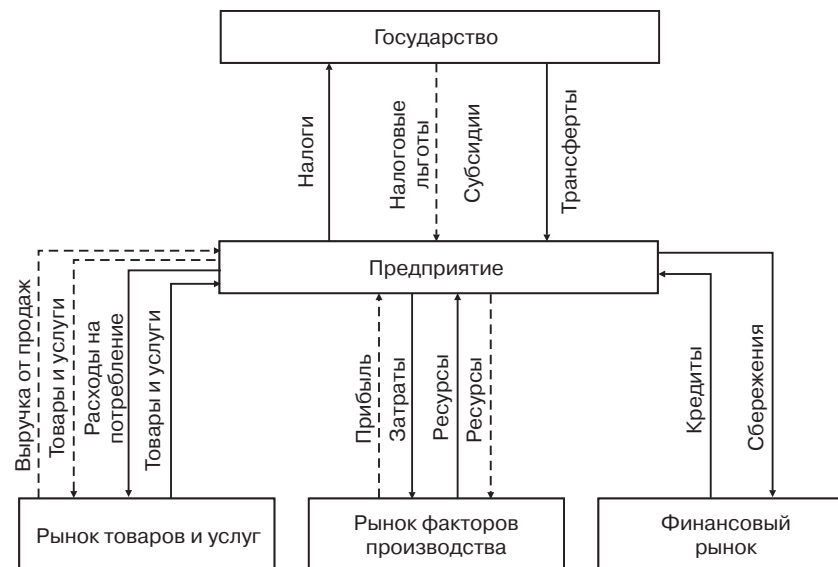 Государство
Налоги
Налоговые
льготы
Субсидии
Трансферты
Предприятие
Выручка от продаж
Товары и услуги
Расходы на
потребление
Товары и услуги
Прибыль
Затраты
Ресурсы
Ресурсы
Кредиты
Сбережения
Рынок товаров и услуг
Рынок факторов
производства
Финансовый
рынок